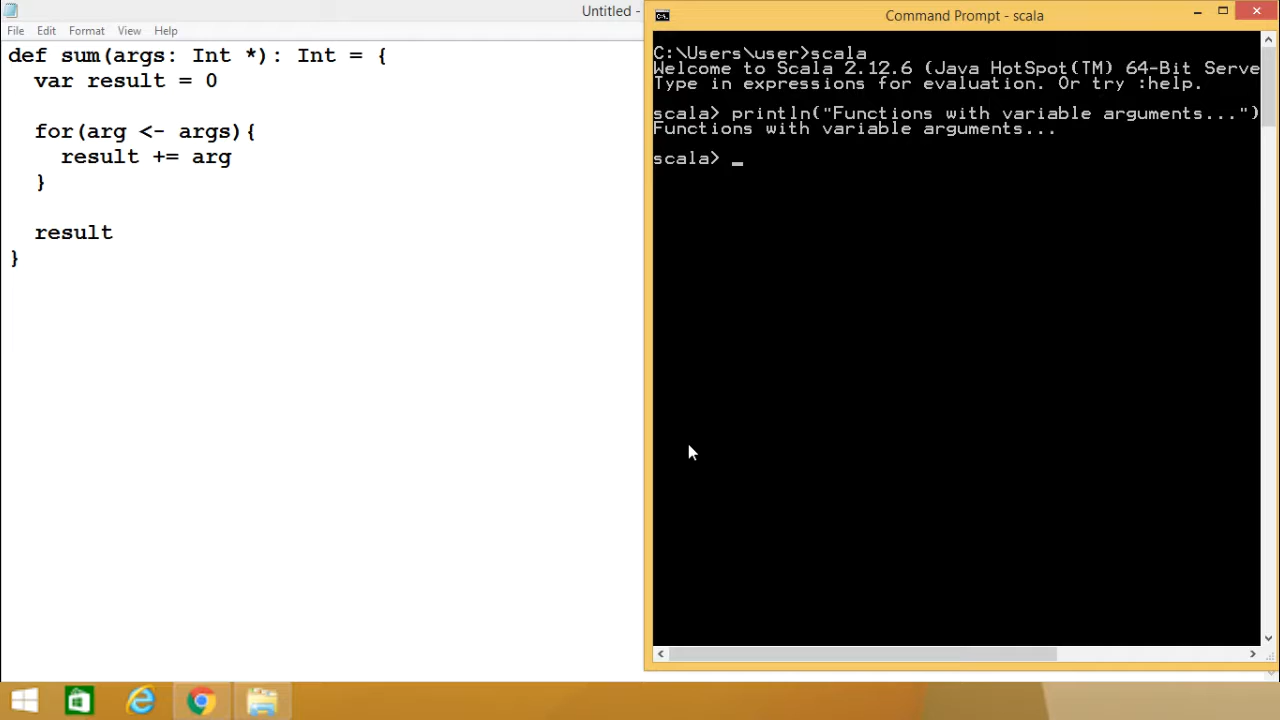 Untitled -
File Edit Format View Help
def sum(args: Int *): Int = {
  var result = 0
  for(arg <- args){
    result += arg
  }
  result
}
Command Prompt - scala
C:\Users\user>scala
Welcome to Scala 2.12.6 (Java HotSpot(TM) 64-Bit Serve
Type in expressions for evaluation. Or try :help.
scala> println("Functions with variable arguments...")
Functions with variable arguments...
scala> _